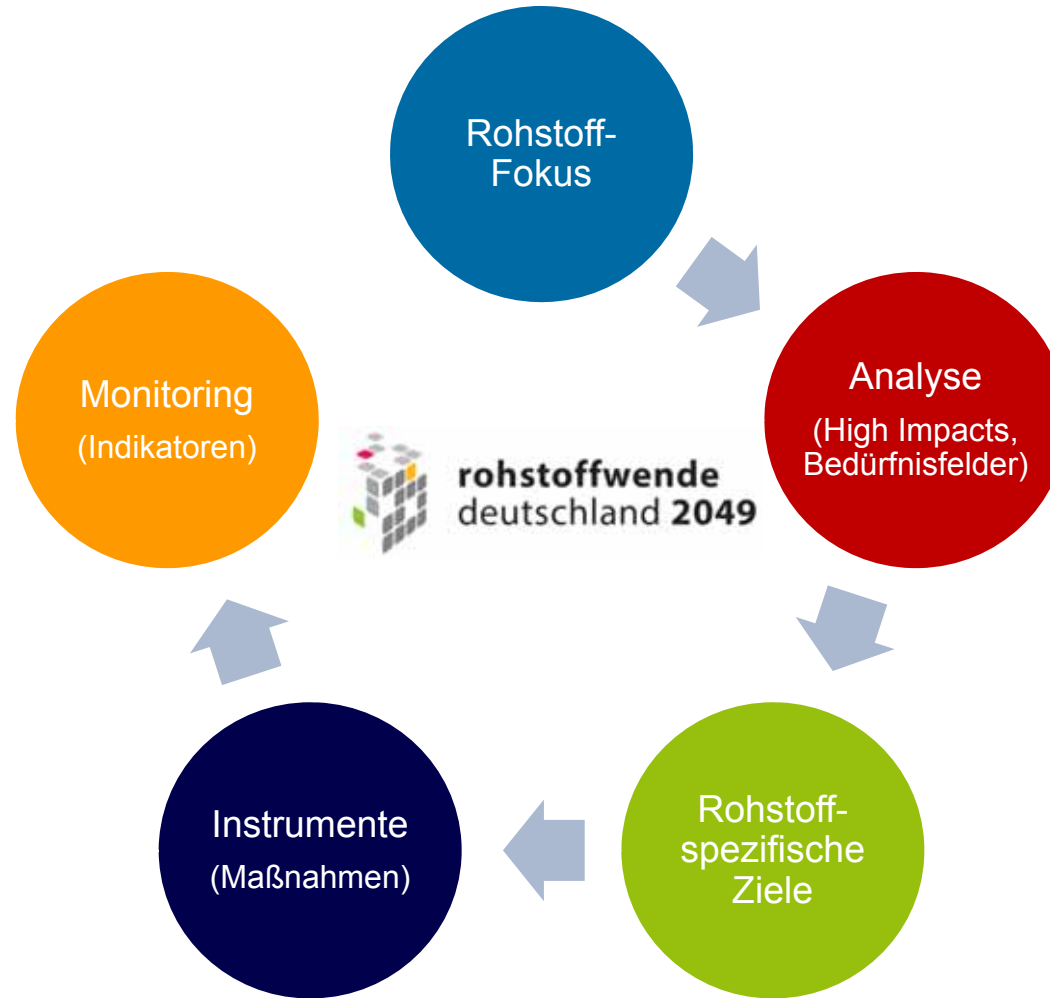 Rohstoff-
Fokus
Analyse
(High Impacts,
Bedürfnisfelder)
Rohstoff-
spezifische
Ziele
Instrumente
(Maßnahmen)
Monitoring
(Indikatoren)
rohstoffwende
deutschland 2049